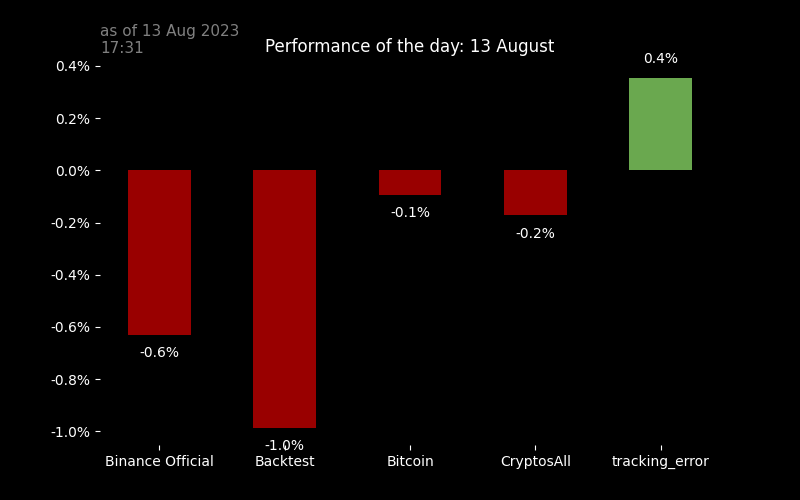 as of 13 Aug 2023
17:31
Performance of the day: 13 August
0.4%
0.2%
0.0%
-0.2%
-0.4%
-0.6%
-0.8%
-1.0%
-0.6%
-1.0%
-0.1%
-0.2%
0.4%
Binance Official
Backtest
Bitcoin
CryptosAll
tracking_error